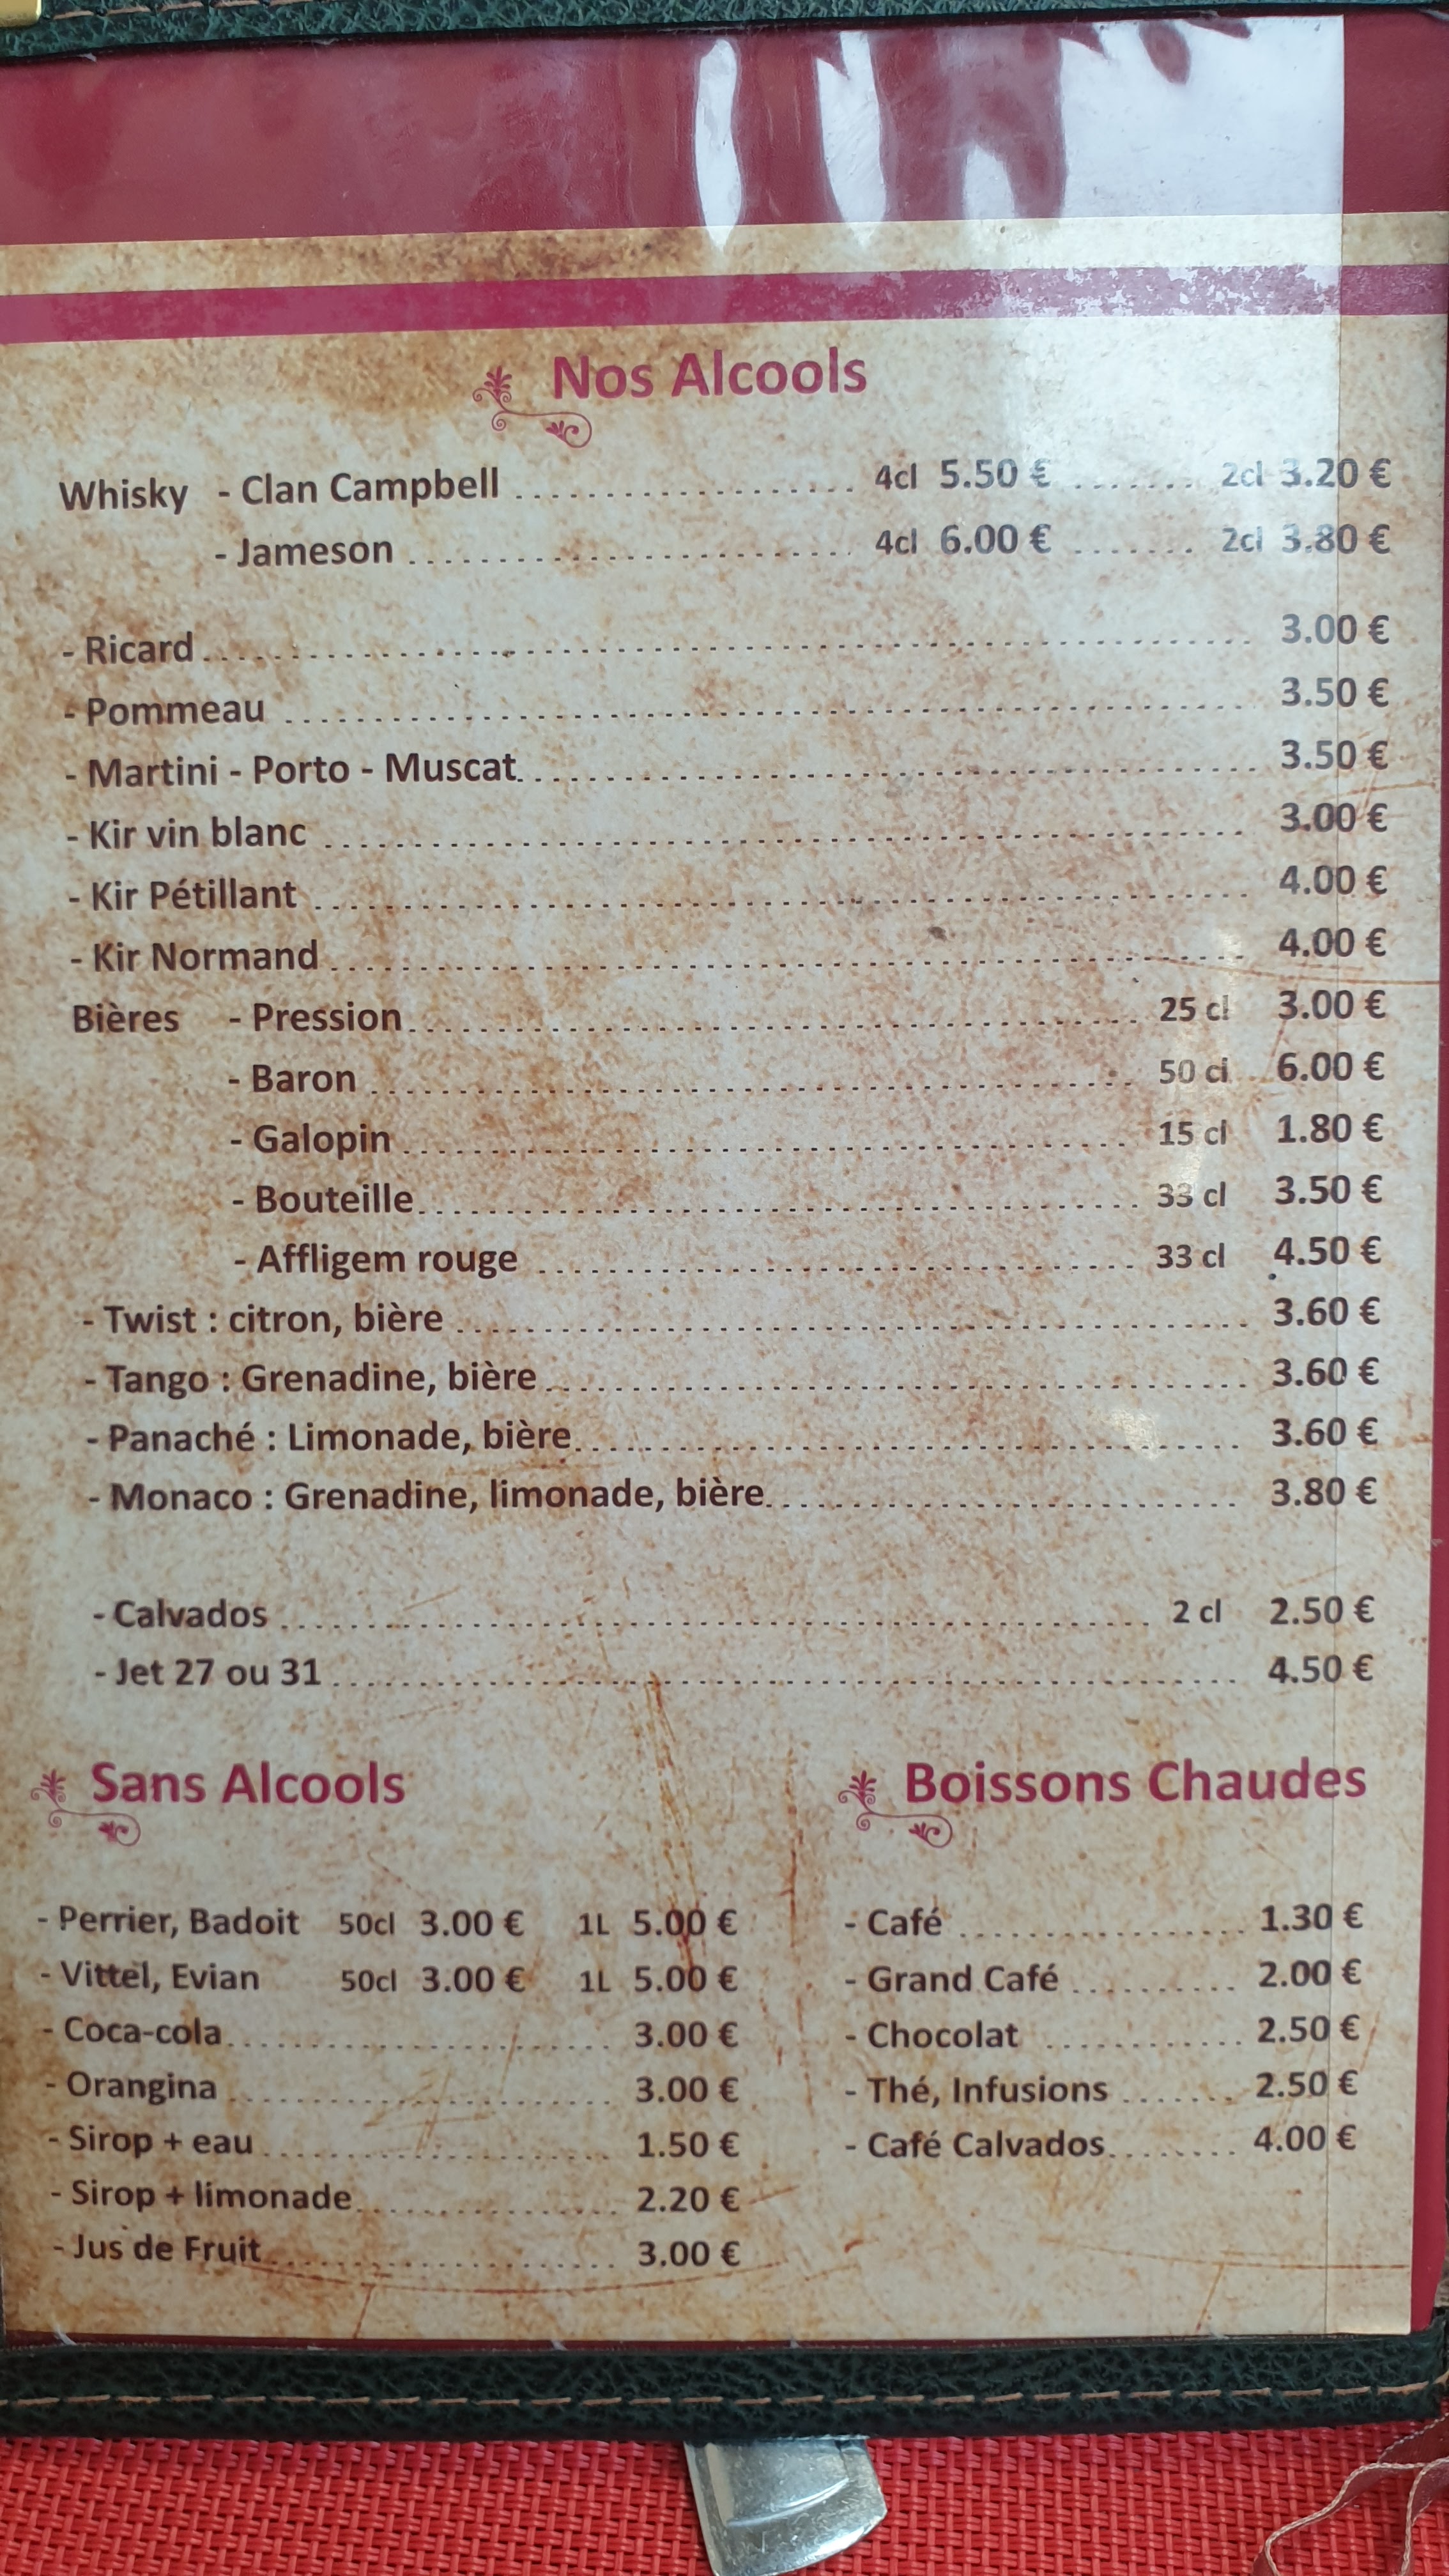 Nos Alcools
Whisky - Clan Campbell 4cl 5.50 € 2cl 3.20 €
- Jameson 4cl 6.00 € 2cl 3.80 €
- Ricard 3.00 €
- Pommeau 3.50 €
- Martini - Porto - Muscat 3.50 €
- Kir vin blanc 3.00 €
- Kir Pétillant 4.00 €
- Kir Normand 4.00 €
Bières - Pression 25 cl 3.00 €
- Baron 50 cl 6.00 €
- Galopin 15 cl 1.80 €
- Bouteille 33 cl 3.50 €
- Affligem rouge 33 cl 4.50 €
- Twist : citron, bière 3.60 €
- Tango : Grenadine, bière 3.60 €
- Panaché : Limonade, bière 3.60 €
- Monaco : Grenadine, limonade, bière 3.80 €
- Calvados 2 cl 2.50 €
- Jet 27 ou 31 4.50 €
Sans Alcools
- Perrier, Badoit 50cl 3.00 € 1L 5.00 €
- Vittel, Evian 50cl 3.00 € 1L 5.00 €
- Coca-cola 3.00 €
- Orangina 3.00 €
- Sirop + eau 1.50 €
- Sirop + limonade 2.20 €
- Jus de Fruit 3.00 €
Boissons Chaudes
- Café 1.30 €
- Grand Café 2.00 €
- Chocolat 2.50 €
- Thé, Infusions 2.50 €
- Café Calvados 4.00 €